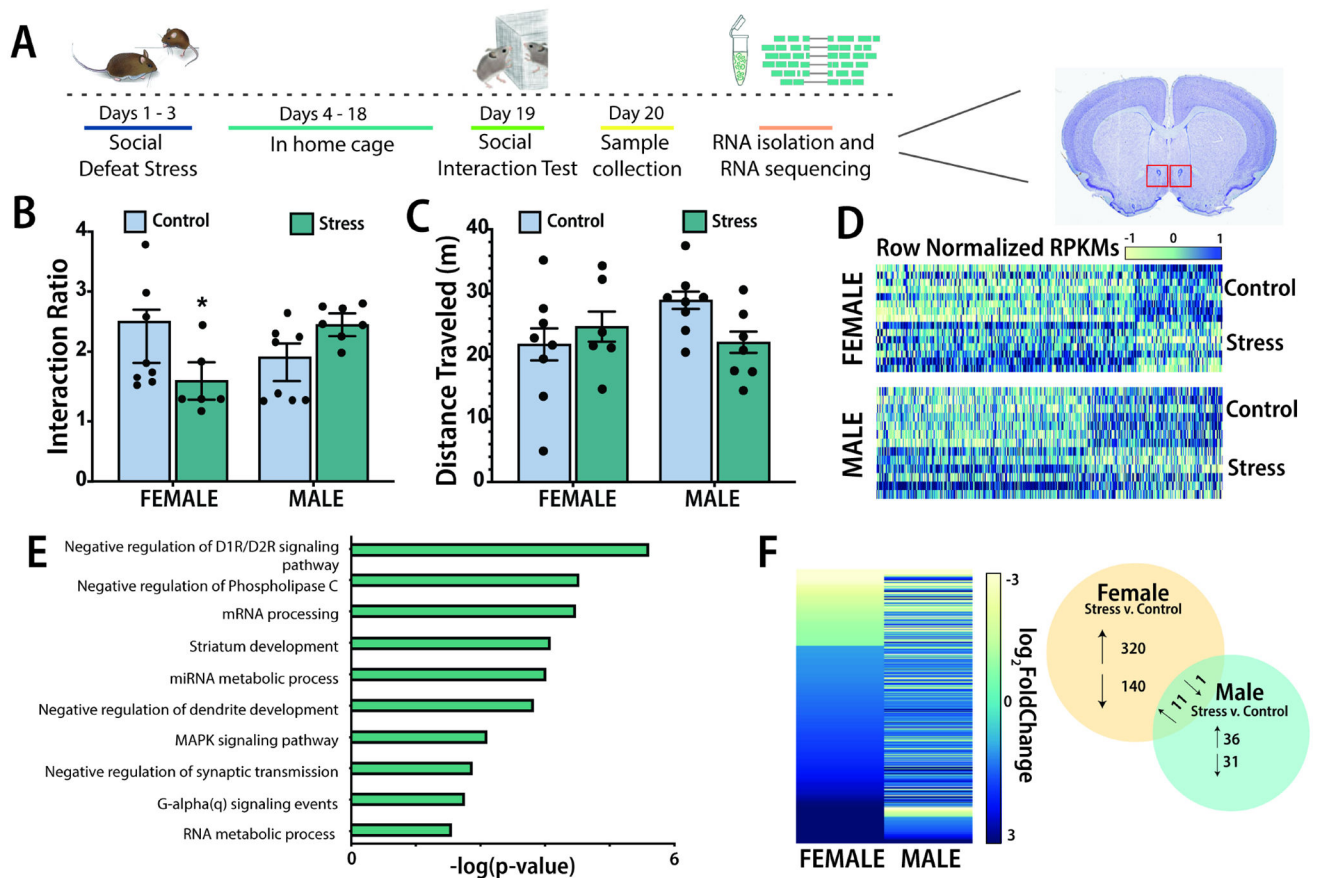 A
Days 1 - 3
Social
Defeat Stress
Days 4 - 18
In home cage
Day 19
Social
Interaction Test
Day 20
Sample
collection
RNA isolation and
RNA sequencing
B
Control
Stress
Interaction Ratio
4
3
2
1
0
*
FEMALE
MALE
C
Control
Stress
Distance Traveled (m)
40
30
20
10
0
FEMALE
MALE
D
Row Normalized RPKMs
-1
0
1
FEMALE
Control
Stress
MALE
Control
Stress
E
Negative regulation of D1R/D2R signaling
pathway
Negative regulation of Phospholipase C
mRNA processing
Striatum development
miRNA metabolic process
Negative regulation of dendrite development
MAPK signaling pathway
Negative regulation of synaptic transmission
G-alpha(q) signaling events
RNA metabolic process
0
6
-log(p-value)
F
-3
0
3
log2FoldChange
FEMALE
MALE
Female
Stress v. Control
↑ 320
↓ 140
↘ 1
↖ 11
Male
Stress v. Control
↑ 36
↓ 31